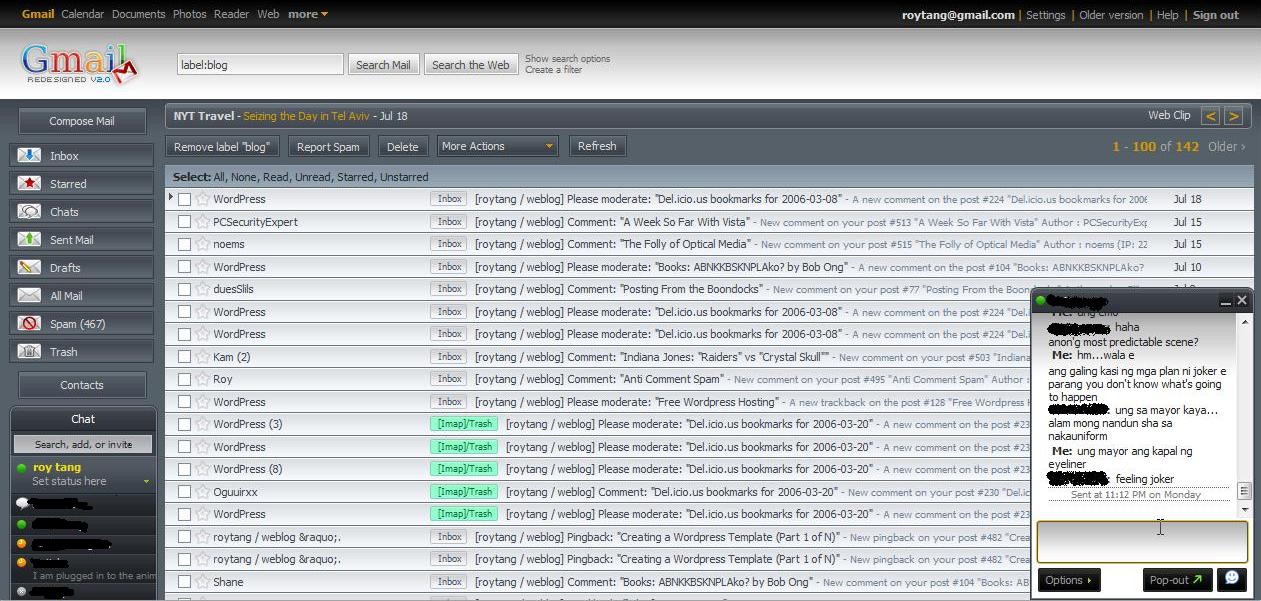 Gmail Calendar Documents Photos Reader Web more
roytang@gmail.com | Settings | Older version | Help | Sign out
Gmail
REDESIGNED V2.0
label:blog
Search Mail
Search the Web
Show search options
Create a filter
Compose Mail
Inbox
Starred
Chats
Sent Mail
Drafts
All Mail
Spam (467)
Trash
Contacts
Chat
Search, add, or invite
roy tang
Set status here
I am plugged in to the anim
NYT Travel - Seizing the Day in Tel Aviv - Jul 18
Web Clip < >
Remove label "blog" Report Spam Delete More Actions Refresh
1 - 100 of 142 Older ›
Select: All, None, Read, Unread, Starred, Unstarred
WordPress Inbox [roytang / weblog] Please moderate: "Del.icio.us bookmarks for 2006-03-08" - A new comment on the post #224 "Del.icio.us bookmarks for 2006 Jul 18
PCSecurityExpert Inbox [roytang / weblog] Comment: "A Week So Far With Vista" - New comment on your post #513 "A Week So Far With Vista" Author : PCSecurityExp Jul 15
noems Inbox [roytang / weblog] Comment: "The Folly of Optical Media" - New comment on your post #515 "The Folly of Optical Media" Author : noems (IP: 22 Jul 15
WordPress Inbox [roytang / weblog] Please moderate: "Books: ABNKKBSKNPLAko? by Bob Ong" - A new comment on the post #104 "Books: ABNKKBSKNPLAko? Jul 10
duesSlils Inbox [roytang / weblog] Comment: "Posting From the Boondocks" - New comment on your post #77 "Posting From the Boondocks"
WordPress Inbox [roytang / weblog] Please moderate: "Del.icio.us bookmarks for 2006-03-08" - A new comment on the post #224 "Del
WordPress Inbox [roytang / weblog] Please moderate: "Del.icio.us bookmarks for 2006-03-08" - A new comment on the post #224 "Del
Kam (2) Inbox [roytang / weblog] Comment: "Indiana Jones: "Raiders" vs "Crystal Skull"" - New comment on your post #503 "Indiana
Roy Inbox [roytang / weblog] Comment: "Anti Comment Spam" - New comment on your post #495 "Anti Comment Spam" Author :
WordPress Inbox [roytang / weblog] Please moderate: "Free Wordpress Hosting" - A new trackback on the post #128 "Free Wordpress H
WordPress (3) [Imap]/Trash [roytang / weblog] Please moderate: "Del.icio.us bookmarks for 2006-03-20" - A new comment on the post #23
WordPress [Imap]/Trash [roytang / weblog] Please moderate: "Del.icio.us bookmarks for 2006-03-20" - A new comment on the post #23
WordPress (8) [Imap]/Trash [roytang / weblog] Please moderate: "Del.icio.us bookmarks for 2006-03-20" - A new comment on the post #23
Oguuirxx [Imap]/Trash [roytang / weblog] Comment: "Del.icio.us bookmarks for 2006-03-20" - New comment on your post #230 "Del.ic
WordPress [Imap]/Trash [roytang / weblog] Please moderate: "Del.icio.us bookmarks for 2006-03-20" - A new comment on the post #23
roytang / weblog &raquo;. Inbox [roytang / weblog] Pingback: "Creating a Wordpress Template (Part 1 of N)" - New pingback on your post #482 "Crea
roytang / weblog &raquo;. Inbox [roytang / weblog] Pingback: "Creating a Wordpress Template (Part 1 of N)" - New pingback on your post #482 "Crea
Shane Inbox [roytang / weblog] Comment: "Books: ABNKKBSKNPLAko? by Bob Ong" - New comment on your post #104 "Books: AB
Me: ung emo
: haha
anon'g most predictable scene?
Me: hm...wala e
ang galing kasi ng mga plan ni joker e
parang you don't know what's going
to happen
: ung sa mayor kaya...
alam mong nandun sha sa
nakauniform
Me: ung mayor ang kapal ng
eyeliner
: feeling joker
Sent at 11:12 PM on Monday
Options
Pop-out